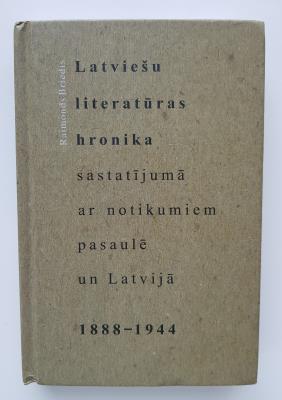 Raimonds Briedis
Latviešu
literatūras
hronika
sastatījumā
ar notikumiem
pasaulē
un Latvijā
1888–1944